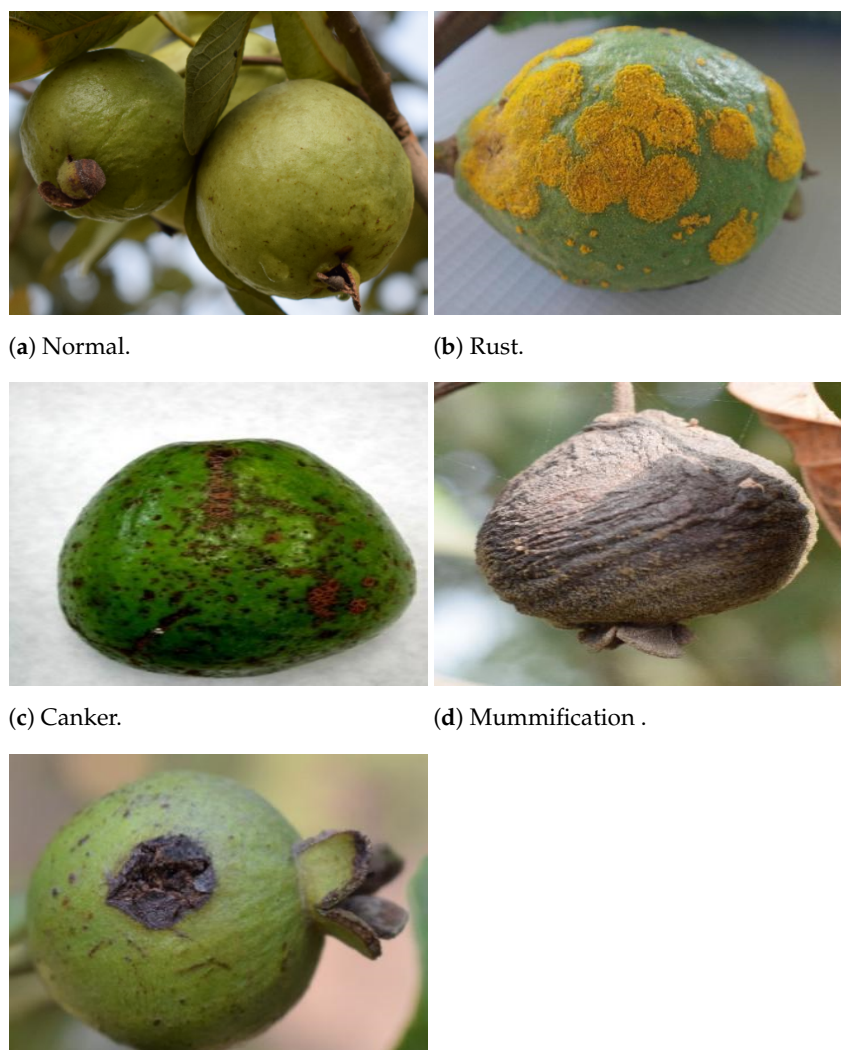 (a) Normal.
(b) Rust.
(c) Canker.
(d) Mummification .